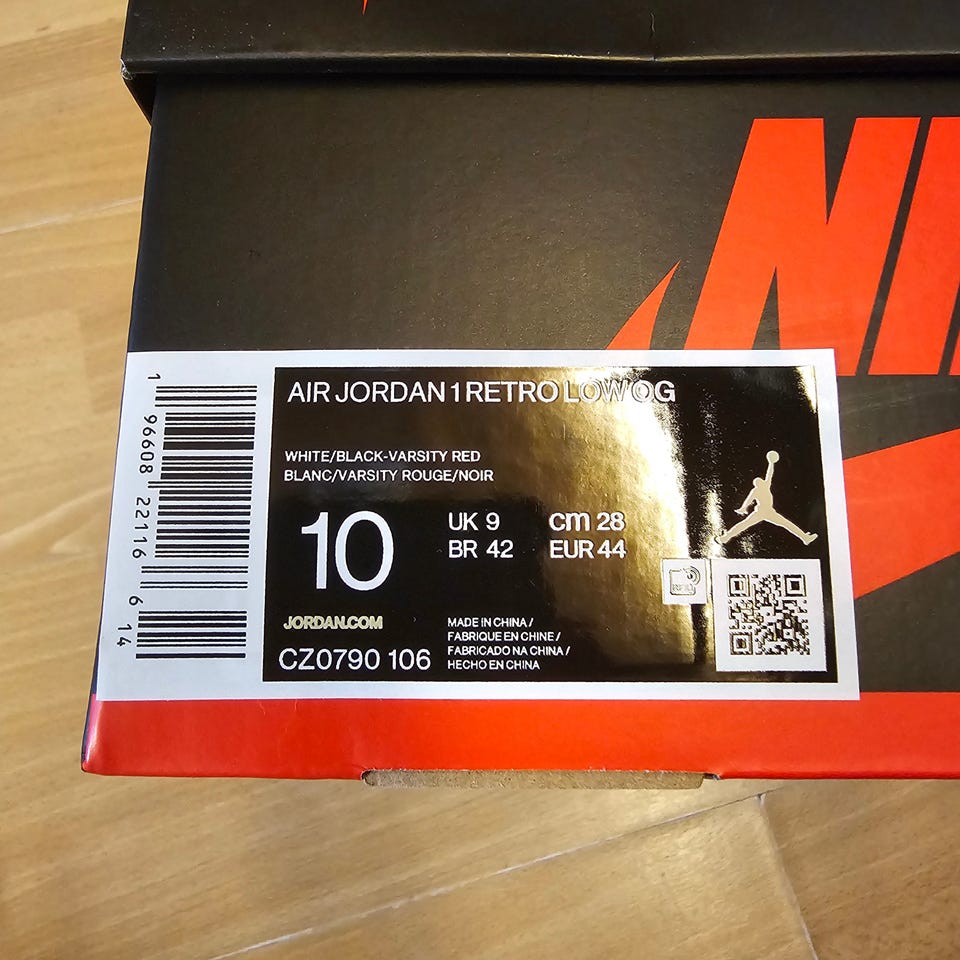 NI
AIR JORDAN 1 RETRO LOW OG
WHITE/BLACK-VARSITY RED
BLANC/VARSITY ROUGE/NOIR
10
UK 9 cm 28
BR 42 EUR 44
RFID
JORDAN.COM
CZ0790 106
MADE IN CHINA /
FABRIQUE EN CHINE /
FABRICADO NA CHINA /
HECHO EN CHINA
1 96608 22116 6 14